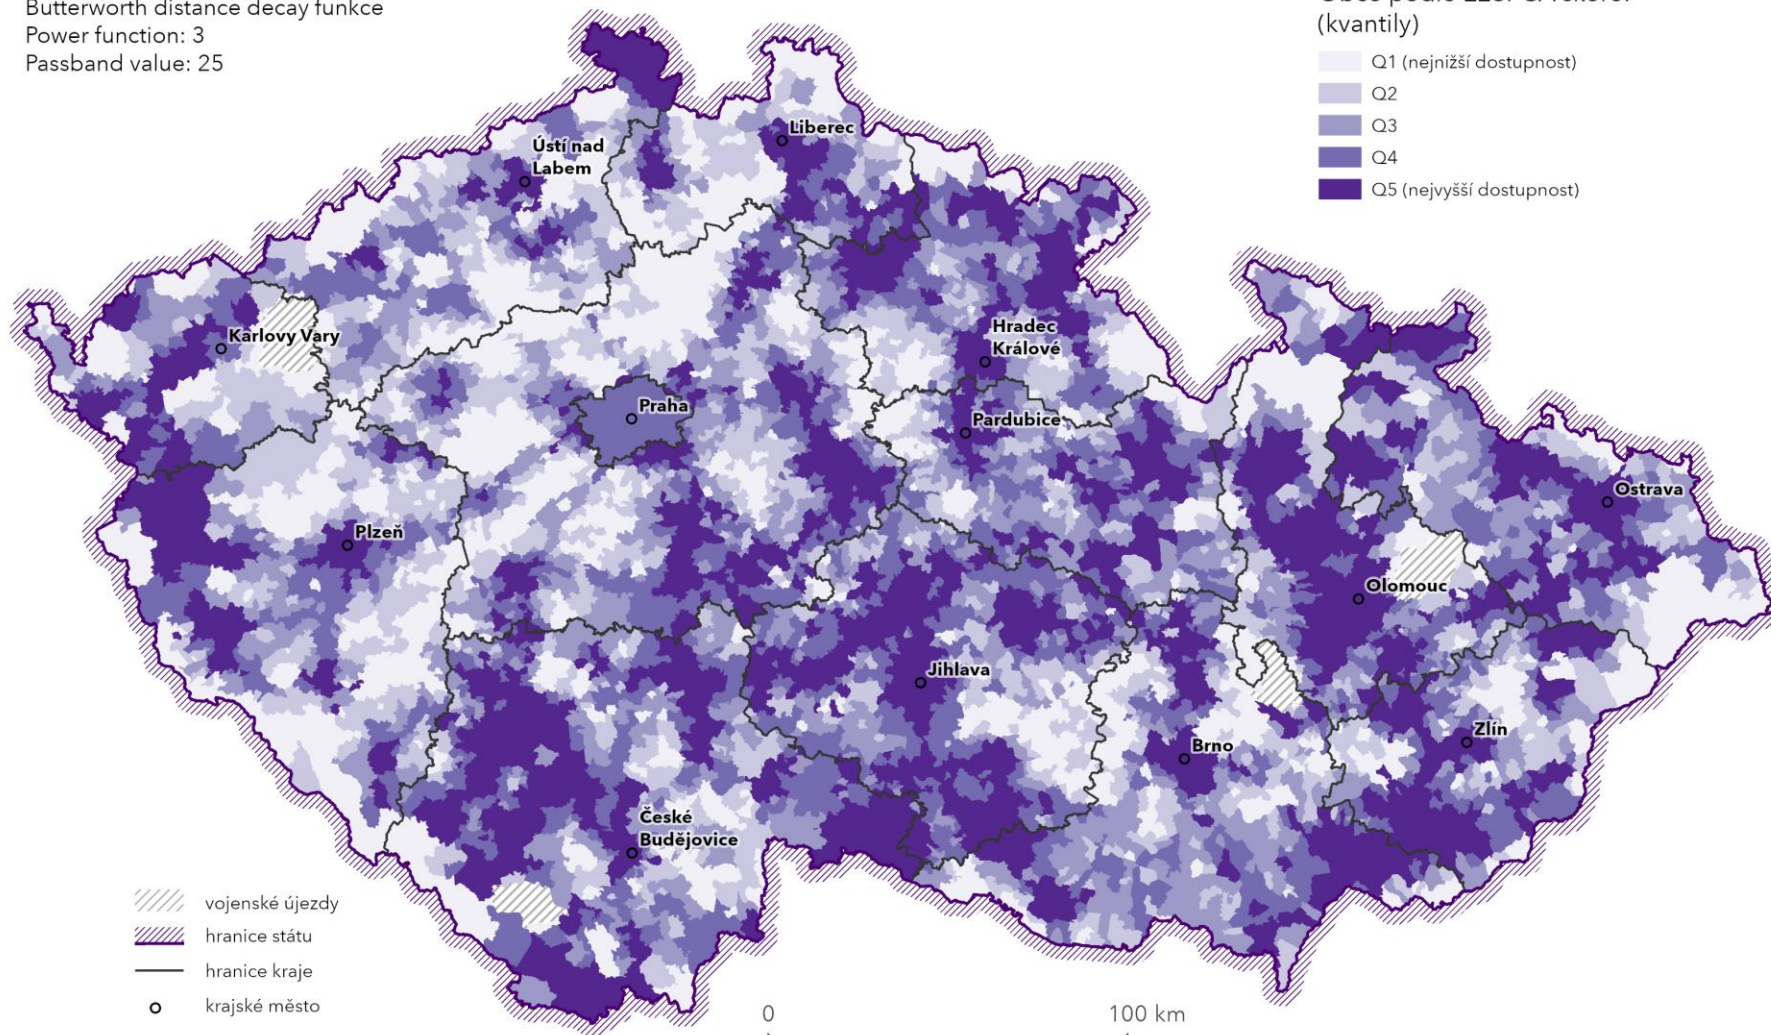 Butterworth distance decay funkce
Power function: 3
Passband value: 25
(kvantily)
Q1 (nejnižší dostupnost)
Q2
Q3
Q4
Q5 (nejvyšší dostupnost)
Liberec
Ústí nad
Labem
Karlovy Vary
Hradec
Králové
Praha
Pardubice
Ostrava
Plzeň
Olomouc
Jihlava
Zlín
Brno
České
Budějovice
vojenské újezdy
hranice státu
hranice kraje
krajské město
0
100 km